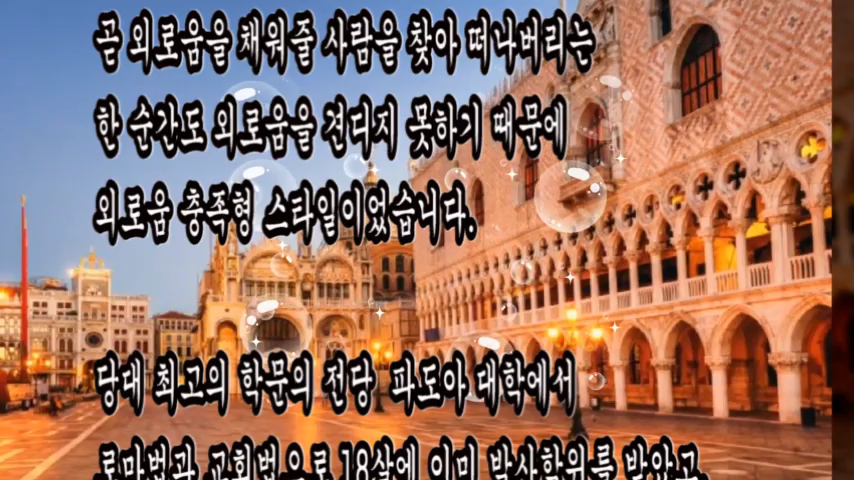 곧 외로움을 채워줄 사람을 찾아 떠나버리는
한 순간도 외로움을 견디지 못하기 때문에
외로움 충족형 스타일이었습니다.
당대 최고의 학문의 전당 파도아 대학에서
로마법과 교회법으로 18살에 이미 박사학위를 받았고